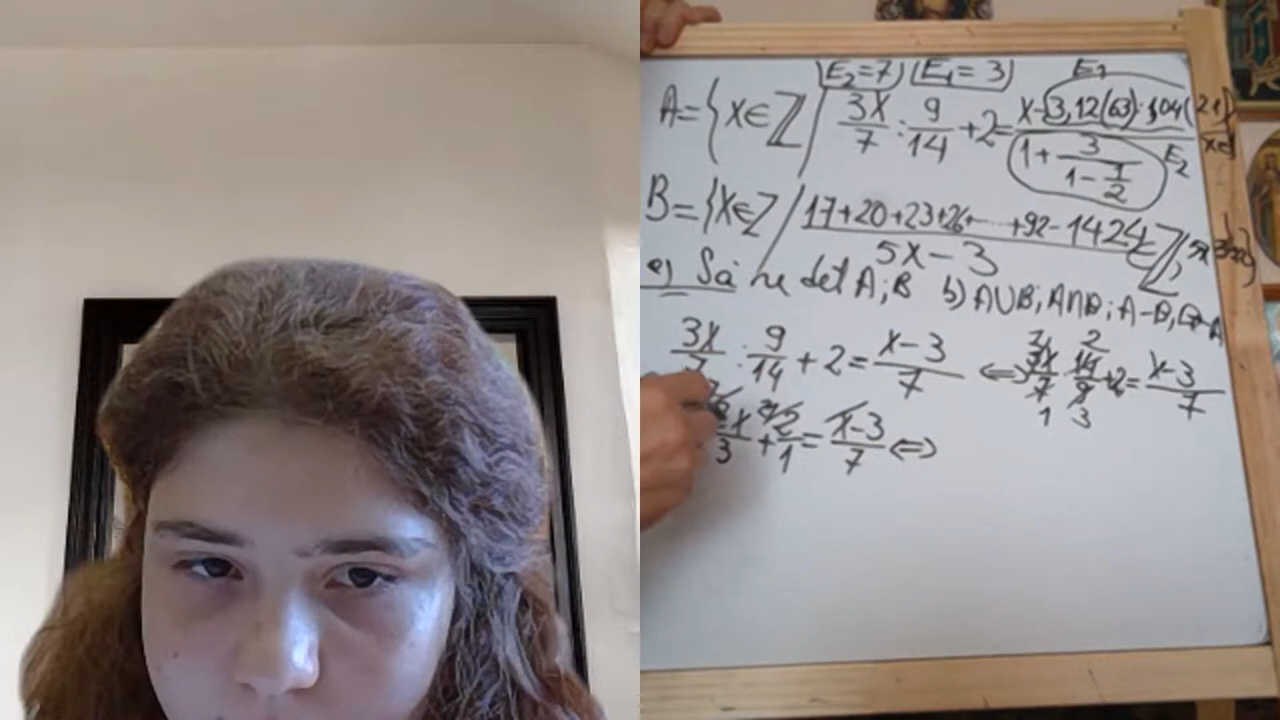 E₂=7 E₁=3 E₁
A={x∈ℤ/ 3x/7 : 9/14 +2= (x-3,12(63):1,04(21))/(1+3/(1-1/2)) E₂
B={x∈ℤ/ (17+20+23+26+....+92-1424)/(5x-3) ∈ℤ,
a) Să se det A;B b) A∪B; A∩B; A-B,
3x/7 : 9/14 + 2 = (x-3)/7 ⇔ 3x/7 · 14/9 +2= (x-3)/7
x/3 + 2/1 = (x-3)/7 ⇔